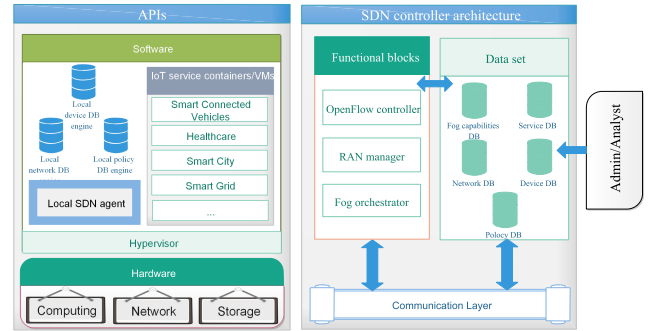 APIs
Software
Local
device DB
engine
Local
network DB
Local policy
DB engine
Local SDN agent
IoT service containers/VMs
Smart Connected
Vehicles
Healthcare
Smart City
Smart Grid
...
Hypervisor
Hardware
Computing
Network
Storage
SDN controller architecture
Functional blocks
OpenFlow controller
RAN manager
Fog orchestrator
Data set
Fog capabilities
DB
Service DB
Network DB
Device DB
Polocy DB
Communication Layer
Admin/Analyst